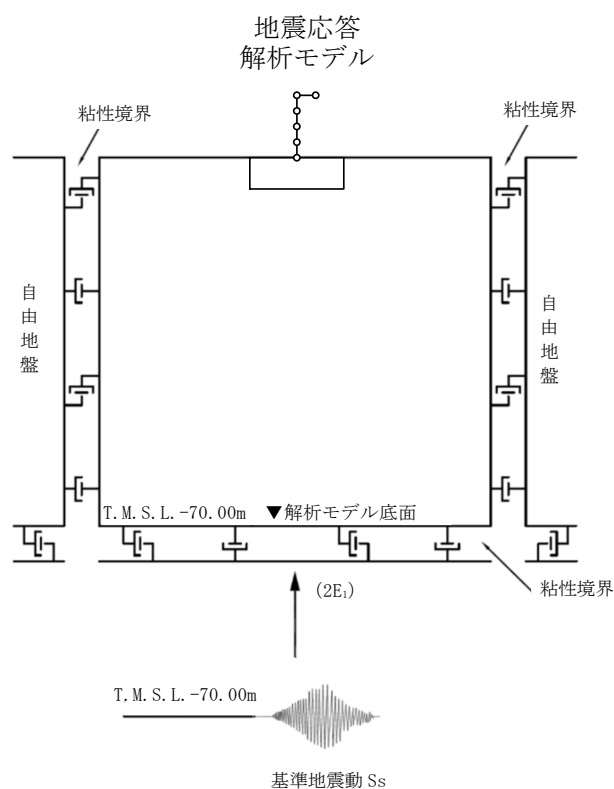 地震応答
解析モデル
粘性境界
粘性境界
自由地盤
自由地盤
T.M.S.L.-70.00m ▼解析モデル底面
(2E₁)
粘性境界
T.M.S.L.-70.00m
基準地震動 Ss